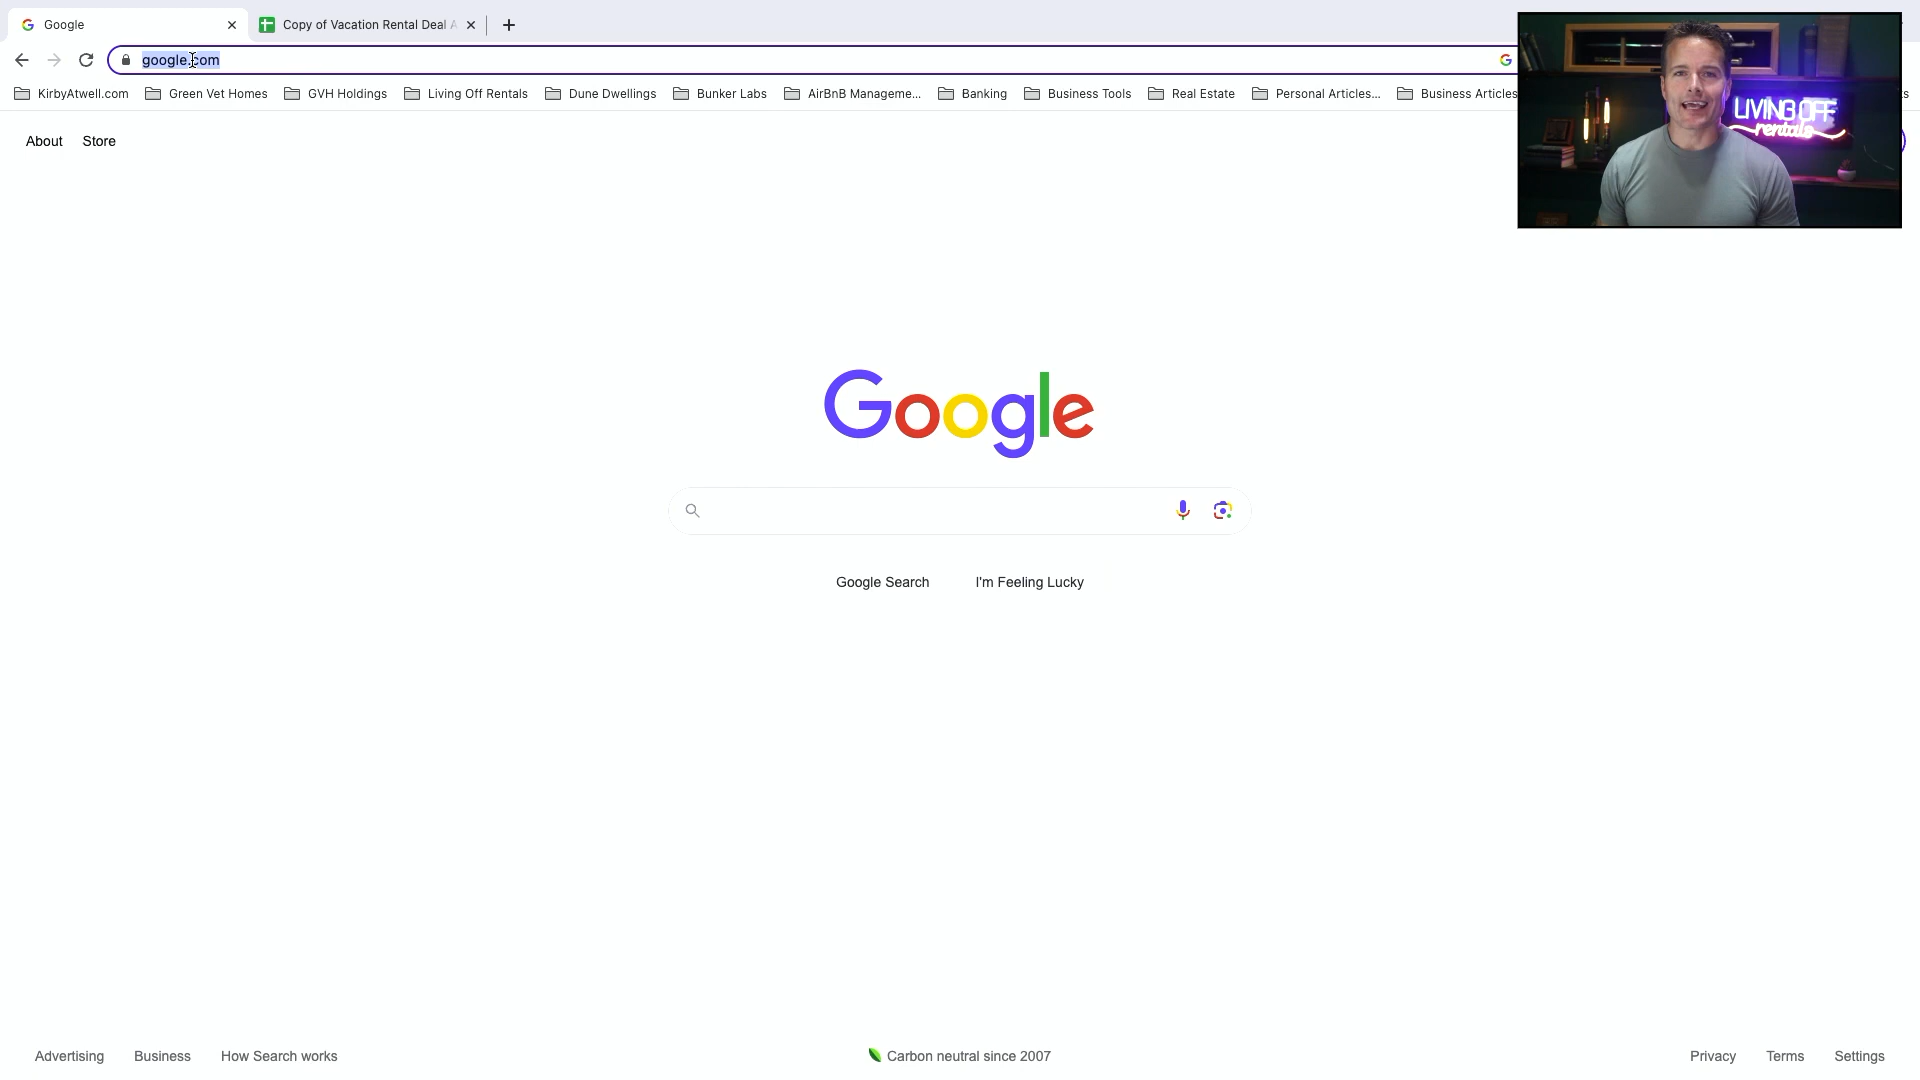 Google
Copy of Vacation Rental Deal A
google.com
KirbyAtwell.com
Green Vet Homes
GVH Holdings
Living Off Rentals
Dune Dwellings
Bunker Labs
AirBnB Manageme...
Banking
Business Tools
Real Estate
Personal Articles...
Business Articles
LIVING OFF
rentals
About
Store
Google
Google Search
I'm Feeling Lucky
Advertising
Business
How Search works
Carbon neutral since 2007
Privacy
Terms
Settings